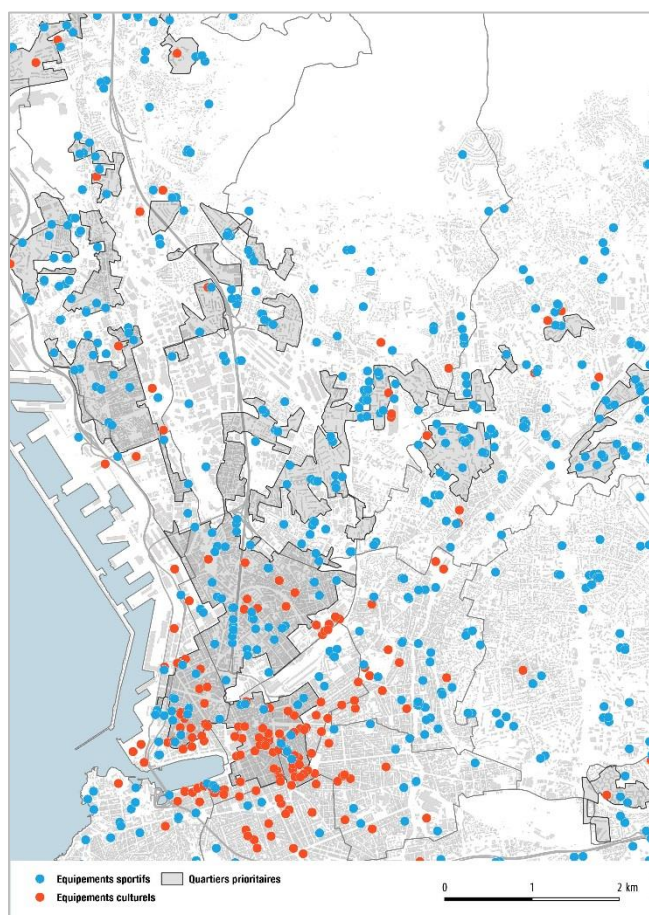 Equipements sportifs
Quartiers prioritaires
Equipements culturels
0 1 2 km